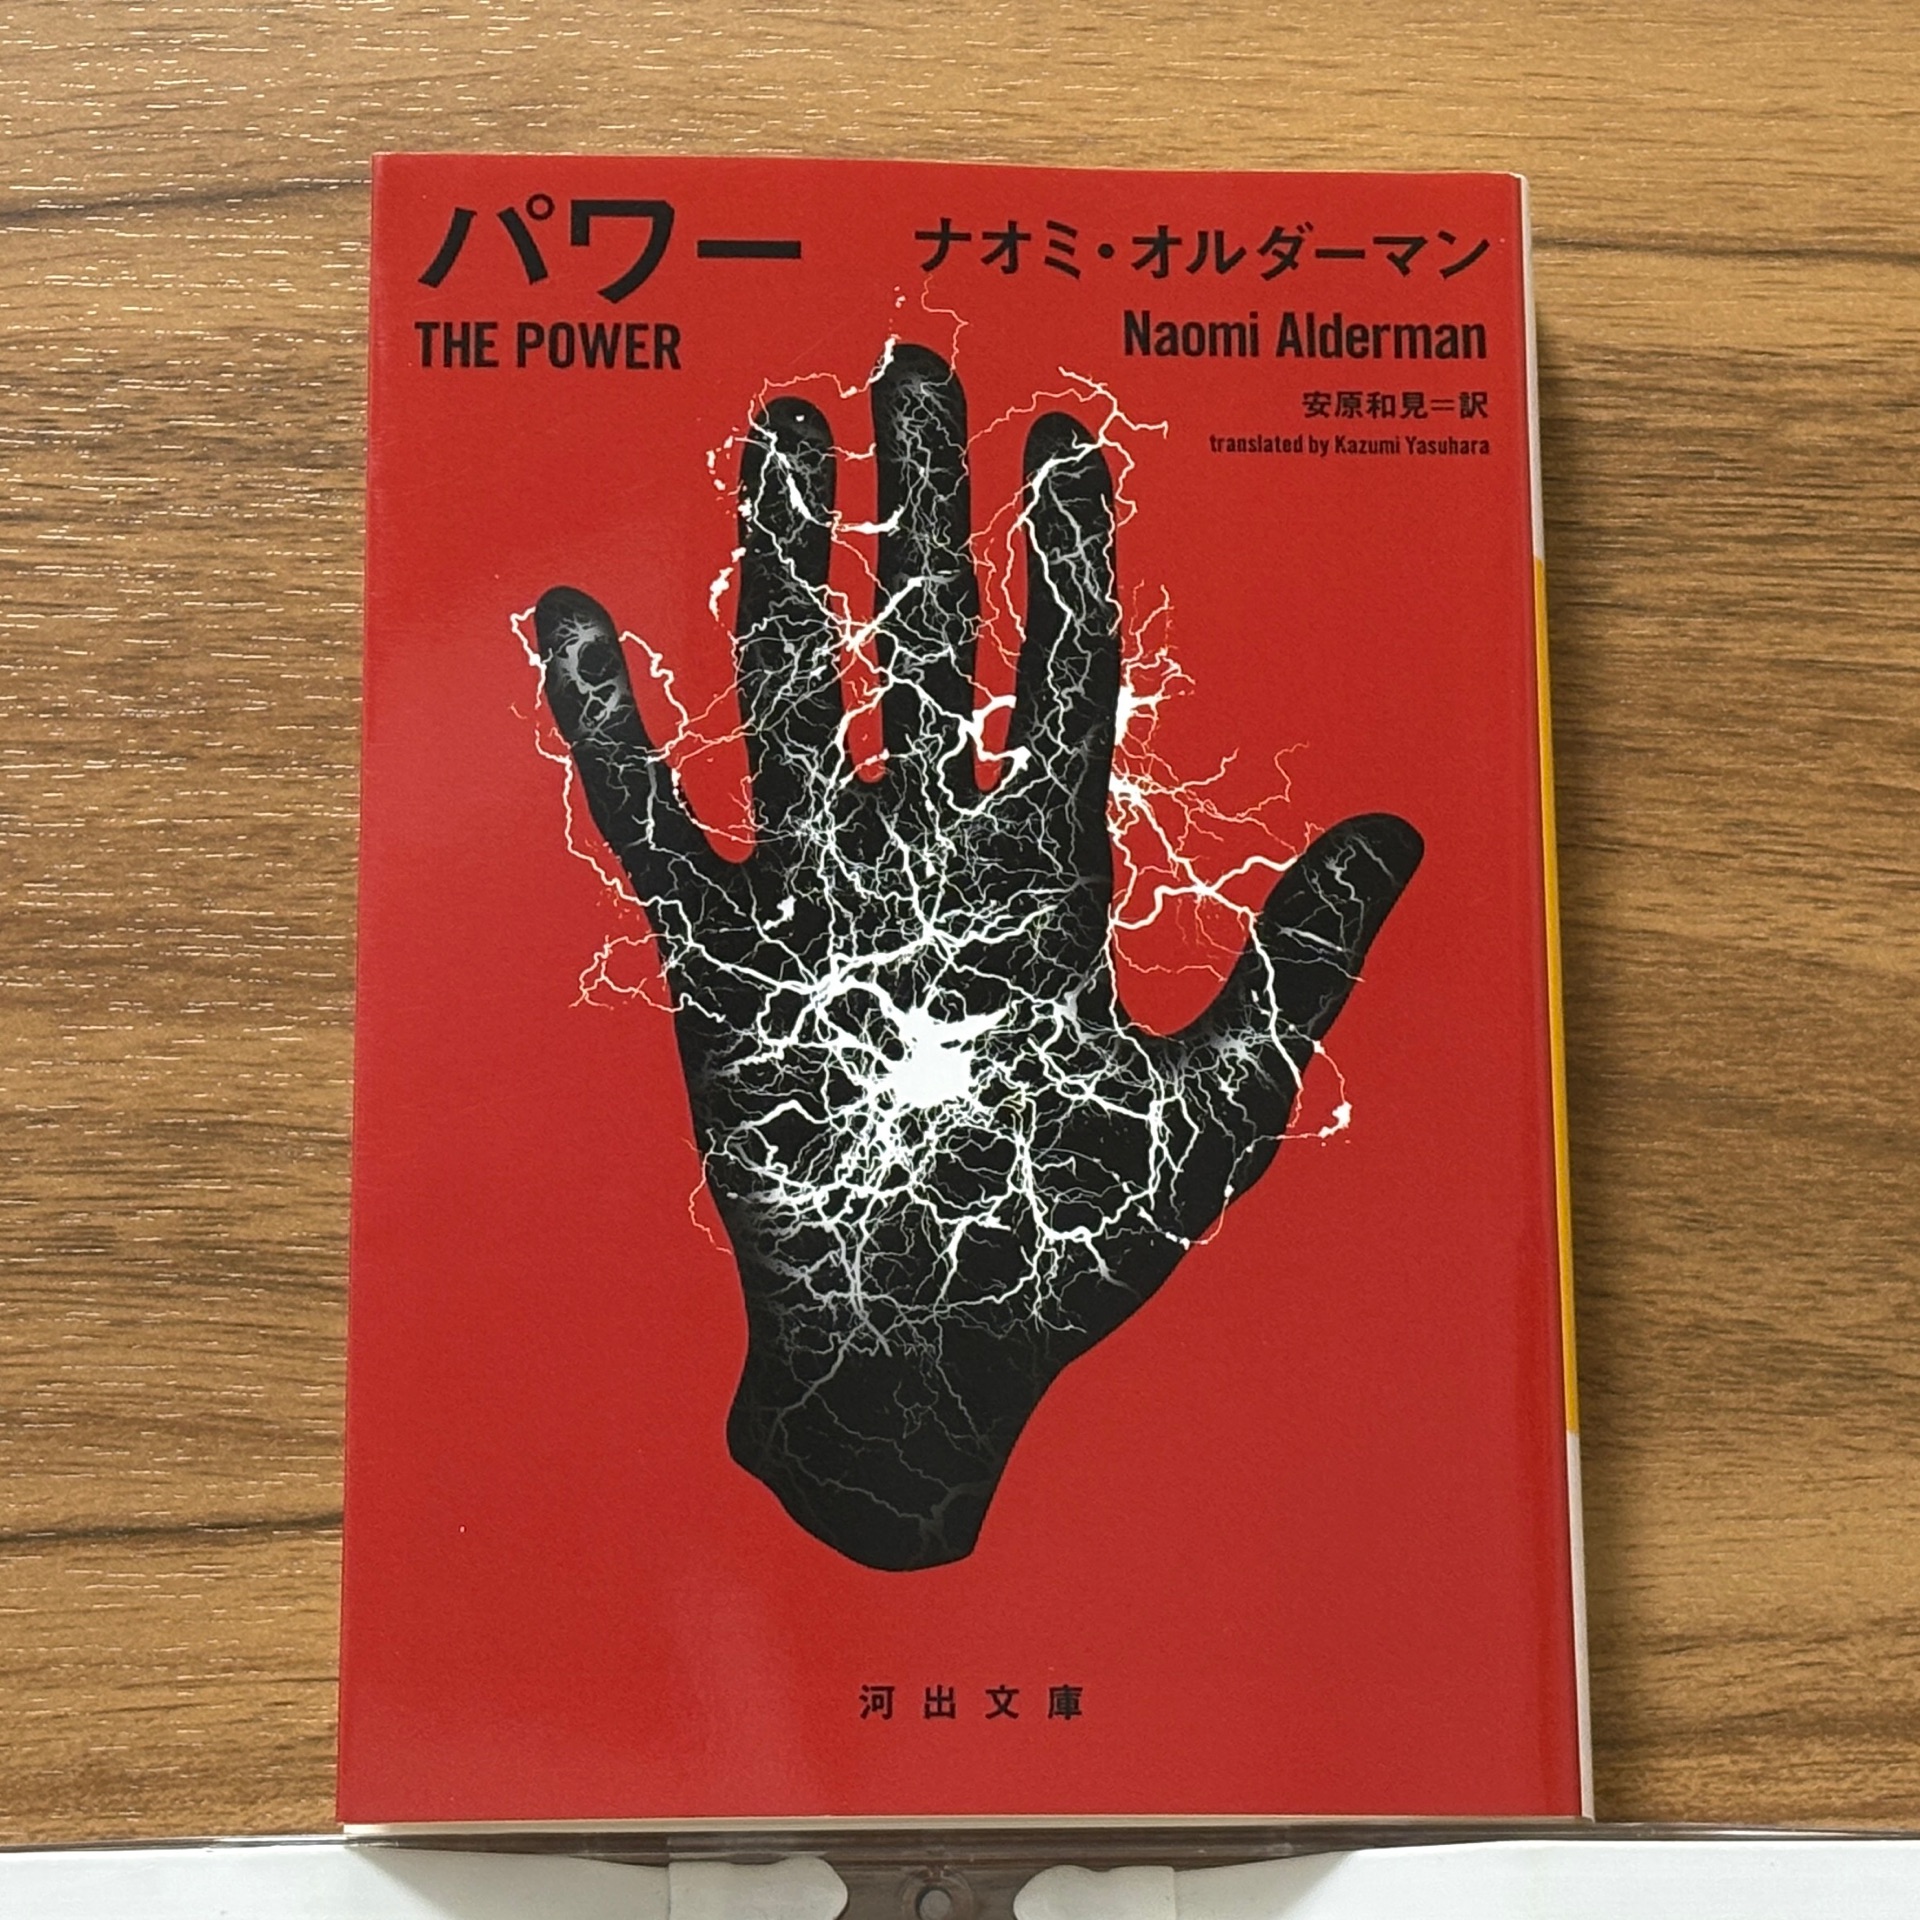 パワー
THE POWER
ナオミ・オルダーマン
Naomi Alderman
安原和見＝訳
translated by Kazumi Yasuhara
河出文庫